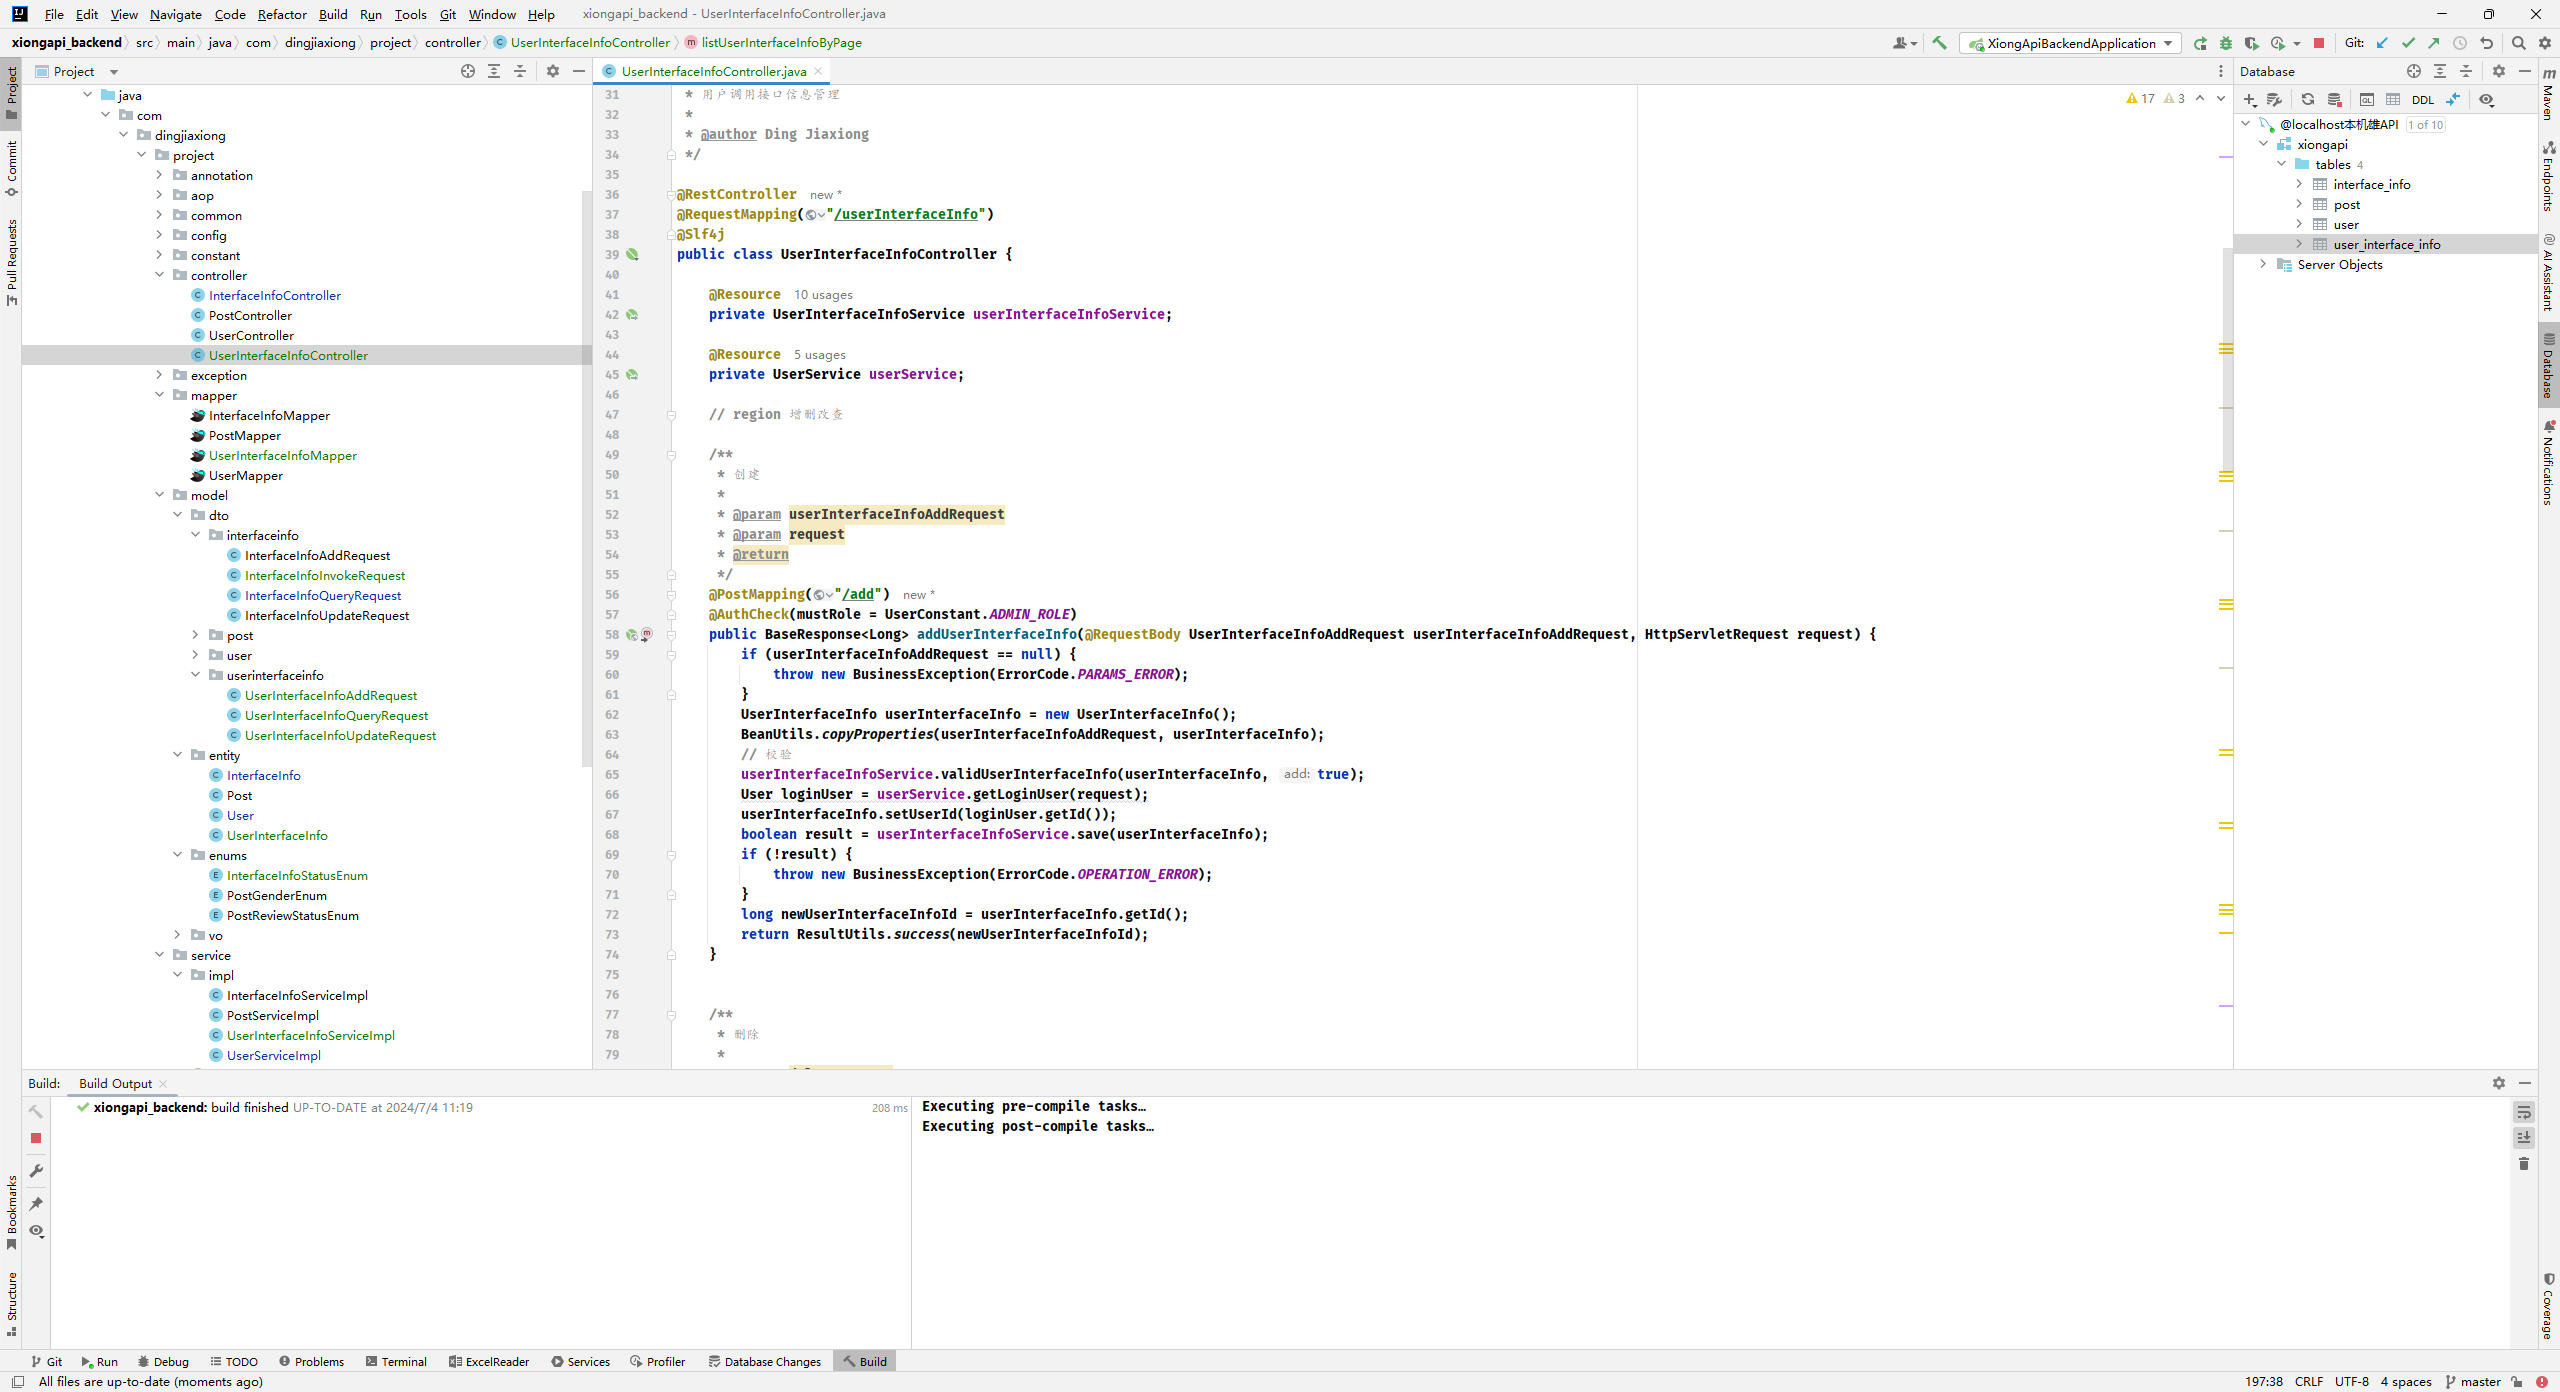 File Edit View Navigate Code Refactor Build Run Tools Git Window Help xiongapi_backend - UserInterfaceInfoController.java
xiongapi_backend src main java com dingjiaxiong project controller UserInterfaceInfoController listUserInterfaceInfoByPage
XiongApiBackendApplication Git:
Project
UserInterfaceInfoController.java
Database
java
com
dingjiaxiong
project
annotation
aop
common
config
constant
controller
InterfaceInfoController
PostController
UserController
UserInterfaceInfoController
exception
mapper
InterfaceInfoMapper
PostMapper
UserInterfaceInfoMapper
UserMapper
model
dto
interfaceinfo
InterfaceInfoAddRequest
InterfaceInfoInvokeRequest
InterfaceInfoQueryRequest
InterfaceInfoUpdateRequest
post
user
userinterfaceinfo
UserInterfaceInfoAddRequest
UserInterfaceInfoQueryRequest
UserInterfaceInfoUpdateRequest
entity
InterfaceInfo
Post
User
UserInterfaceInfo
enums
InterfaceInfoStatusEnum
PostGenderEnum
PostReviewStatusEnum
vo
service
impl
InterfaceInfoServiceImpl
PostServiceImpl
UserInterfaceInfoServiceImpl
UserServiceImpl
17 3
31 * 用户调用接口信息管理
32 *
33 * @author Ding Jiaxiong
34 */
35
36 @RestController new *
37 @RequestMapping("/userInterfaceInfo")
38 @Slf4j
39 public class UserInterfaceInfoController {
40
41 @Resource 10 usages
42 private UserInterfaceInfoService userInterfaceInfoService;
43
44 @Resource 5 usages
45 private UserService userService;
46
47 // region 增删改查
48
49 /**
50 * 创建
51 *
52 * @param userInterfaceInfoAddRequest
53 * @param request
54 * @return
55 */
56 @PostMapping("/add") new *
57 @AuthCheck(mustRole = UserConstant.ADMIN_ROLE)
58 public BaseResponse<Long> addUserInterfaceInfo(@RequestBody UserInterfaceInfoAddRequest userInterfaceInfoAddRequest, HttpServletRequest request) {
59 if (userInterfaceInfoAddRequest == null) {
60 throw new BusinessException(ErrorCode.PARAMS_ERROR);
61 }
62 UserInterfaceInfo userInterfaceInfo = new UserInterfaceInfo();
63 BeanUtils.copyProperties(userInterfaceInfoAddRequest, userInterfaceInfo);
64 // 校验
65 userInterfaceInfoService.validUserInterfaceInfo(userInterfaceInfo, add: true);
66 User loginUser = userService.getLoginUser(request);
67 userInterfaceInfo.setUserId(loginUser.getId());
68 boolean result = userInterfaceInfoService.save(userInterfaceInfo);
69 if (!result) {
70 throw new BusinessException(ErrorCode.OPERATION_ERROR);
71 }
72 long newUserInterfaceInfoId = userInterfaceInfo.getId();
73 return ResultUtils.success(newUserInterfaceInfoId);
74 }
75
76
77 /**
78 * 删除
79 *
DDL
@localhost本机雄API 1 of 10
xiongapi
tables 4
interface_info
post
user
user_interface_info
Server Objects
Project
Commit
Pull Requests
Bookmarks
Structure
m Maven
Endpoints
AI Assistant
Database
Notifications
Coverage
Build: Build Output
xiongapi_backend: build finished UP-TO-DATE at 2024/7/4 11:19 208 ms
Executing pre-compile tasks…
Executing post-compile tasks…
Git Run Debug TODO Problems Terminal ExcelReader Services Profiler Database Changes Build
All files are up-to-date (moments ago) 197:38 CRLF UTF-8 4 spaces master